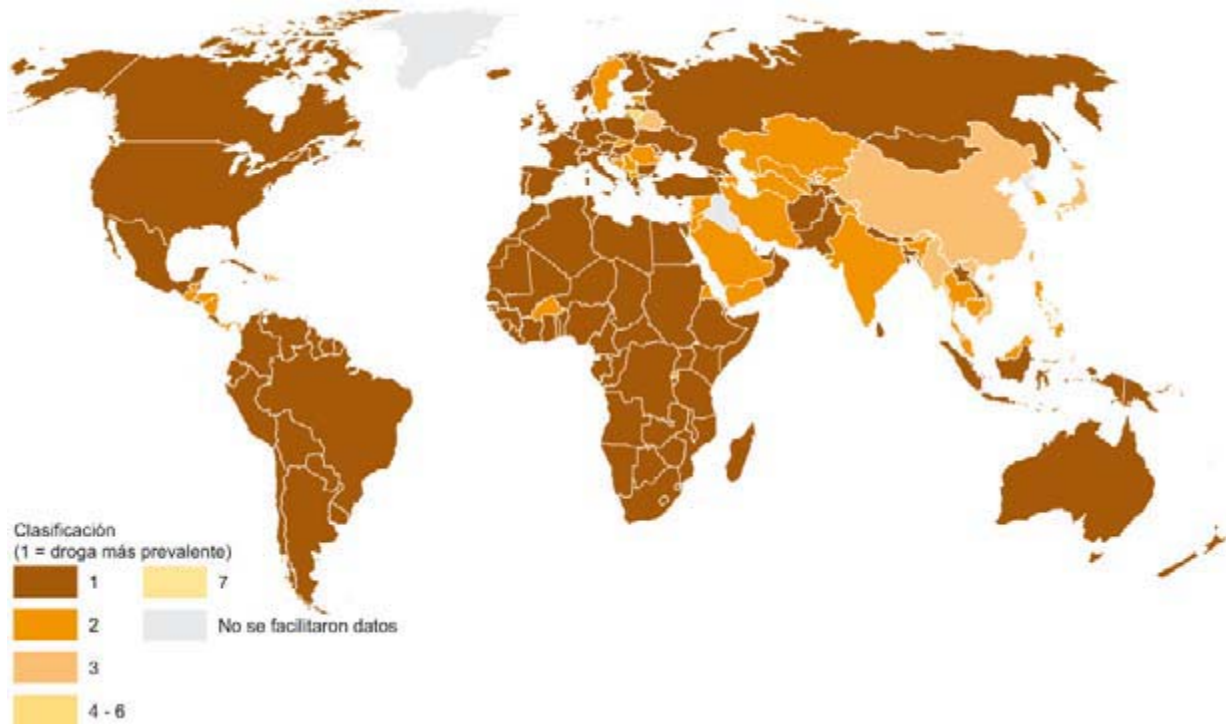 Clasificación
(1 = droga más prevalente)
1
2
3
4 - 6
7
No se facilitaron datos